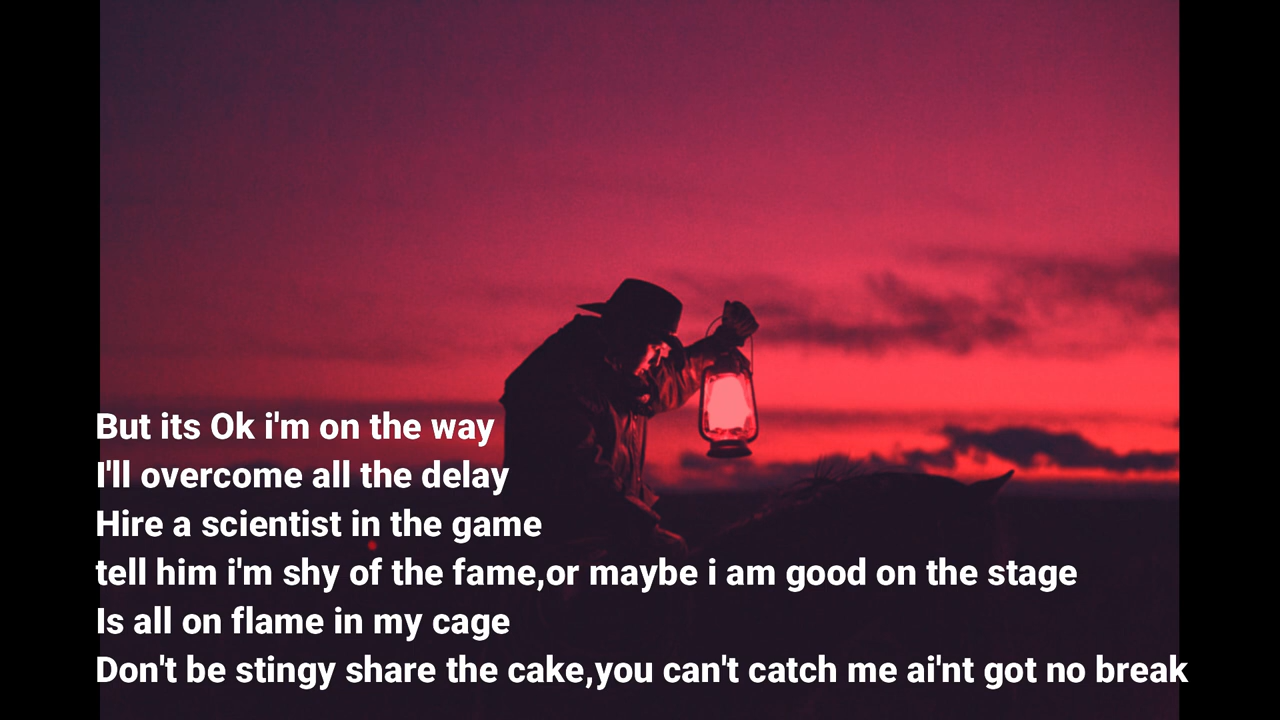 But its Ok i'm on the way
I'll overcome all the delay
Hire a scientist in the game
tell him i'm shy of the fame,or maybe i am good on the stage
Is all on flame in my cage
Don't be stingy share the cake,you can't catch me ai'nt got no break